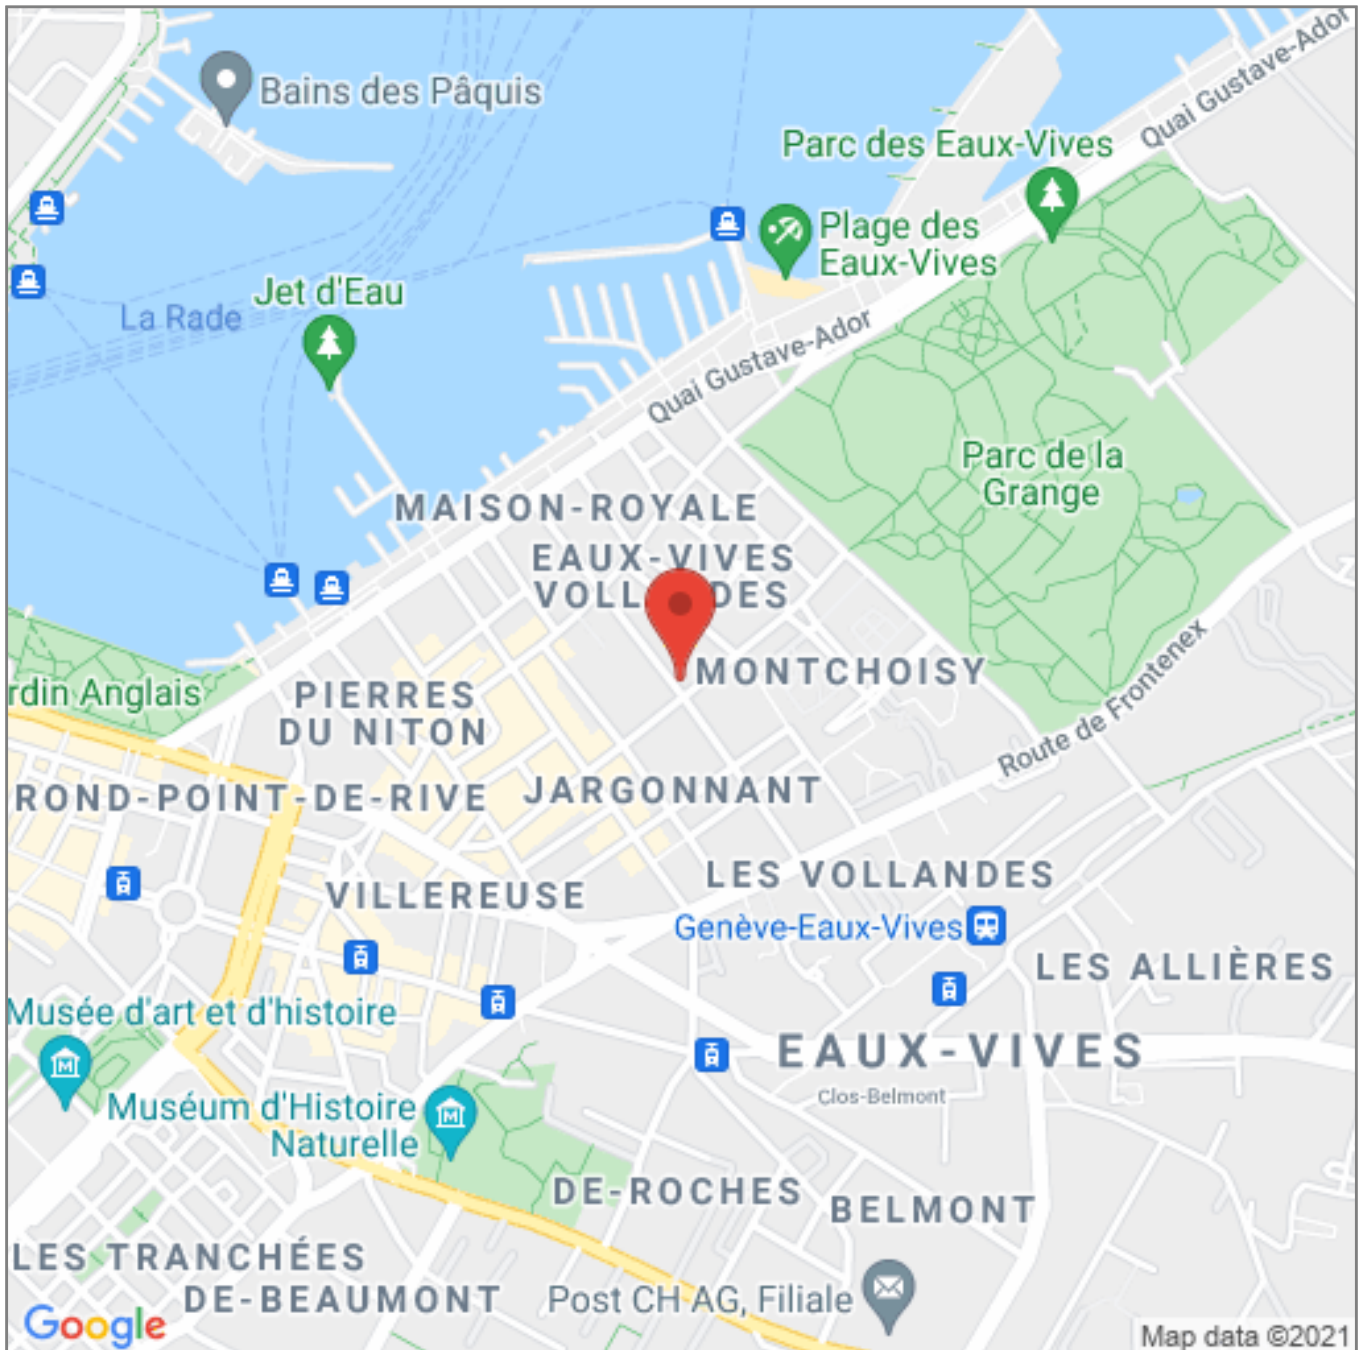 Quai Gustave-Ador
Bains des Pâquis
Parc des Eaux-Vives
Plage des
Eaux-Vives
Jet d'Eau
La Rade
Quai Gustave-Ador
Parc de la
Grange
MAISON-ROYALE
EAUX-VIVES
VOLL DES
MONTCHOISY
Route de Frontenex
rdin Anglais
PIERRES
DU NITON
ROND-POINT-DE-RIVE
JARGONNANT
LES VOLLANDES
VILLEREUSE
Genève-Eaux-Vives
LES ALLIÈRES
Musée d'art et d'histoire
EAUX-VIVES
Clos-Belmont
Muséum d'Histoire
Naturelle
DE-ROCHES
BELMONT
LES TRANCHÉES
DE-BEAUMONT
Post CH AG, Filiale
Google
Map data ©2021